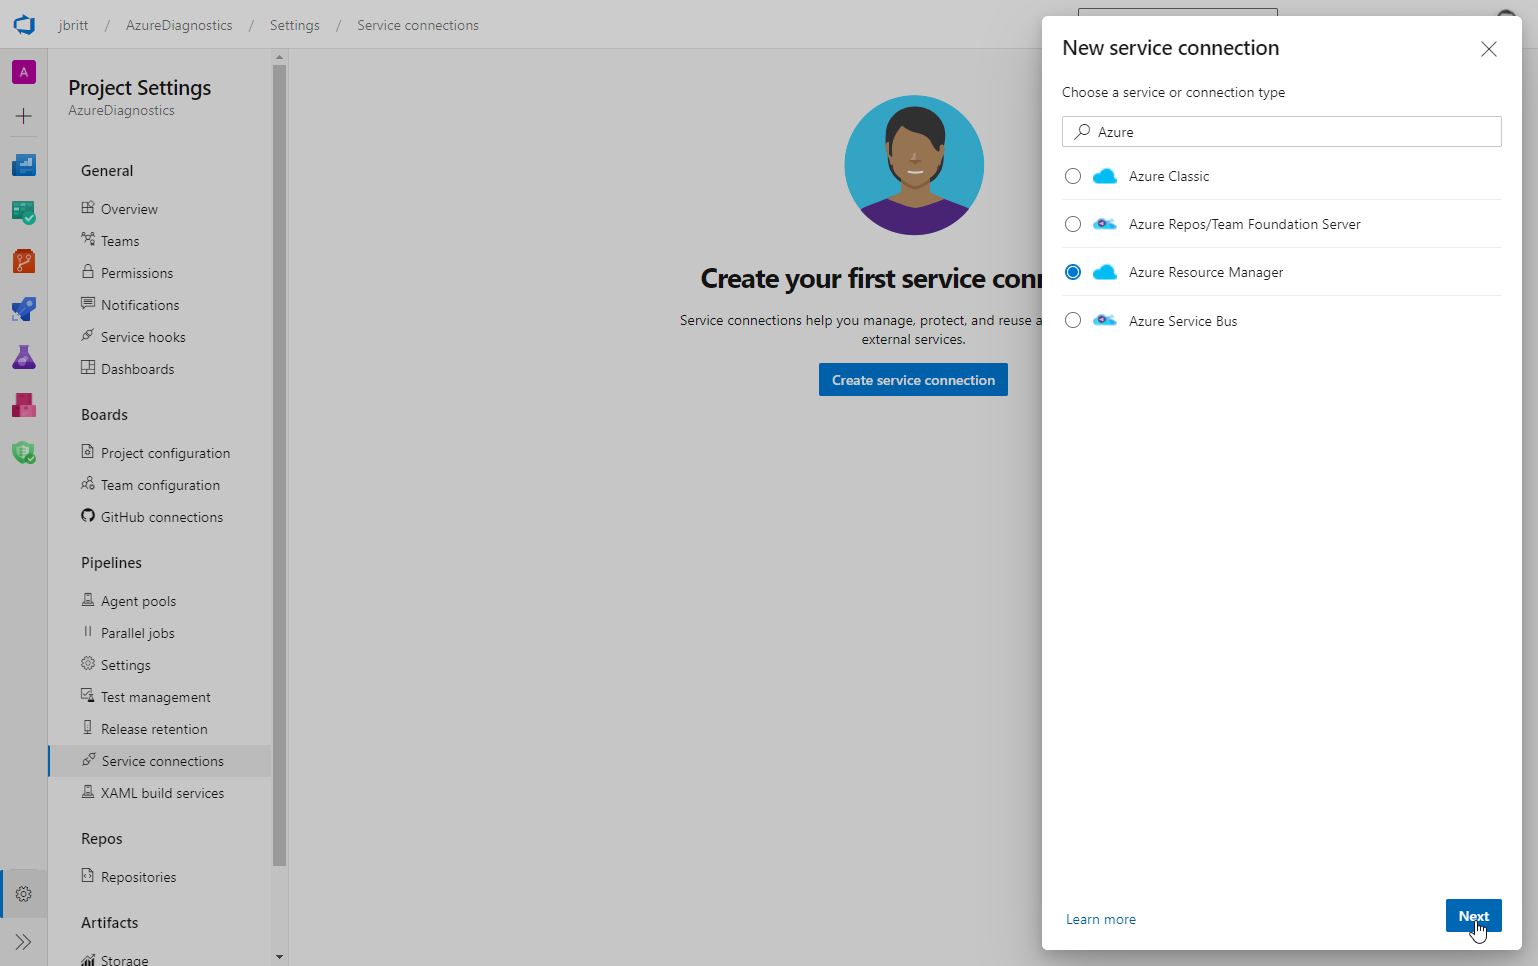 jbritt / AzureDiagnostics / Settings / Service connections
A
Project Settings
AzureDiagnostics
General
Overview
Teams
Permissions
Notifications
Service hooks
Dashboards
Boards
Project configuration
Team configuration
GitHub connections
Pipelines
Agent pools
Parallel jobs
Settings
Test management
Release retention
Service connections
XAML build services
Repos
Repositories
Artifacts
Storage
Create your first service
Service connections help you manage, protect, and reuse
external services.
Create service connection
New service connection
Choose a service or connection type
Azure
Azure Classic
Azure Repos/Team Foundation Server
Azure Resource Manager
Azure Service Bus
Learn more
Next